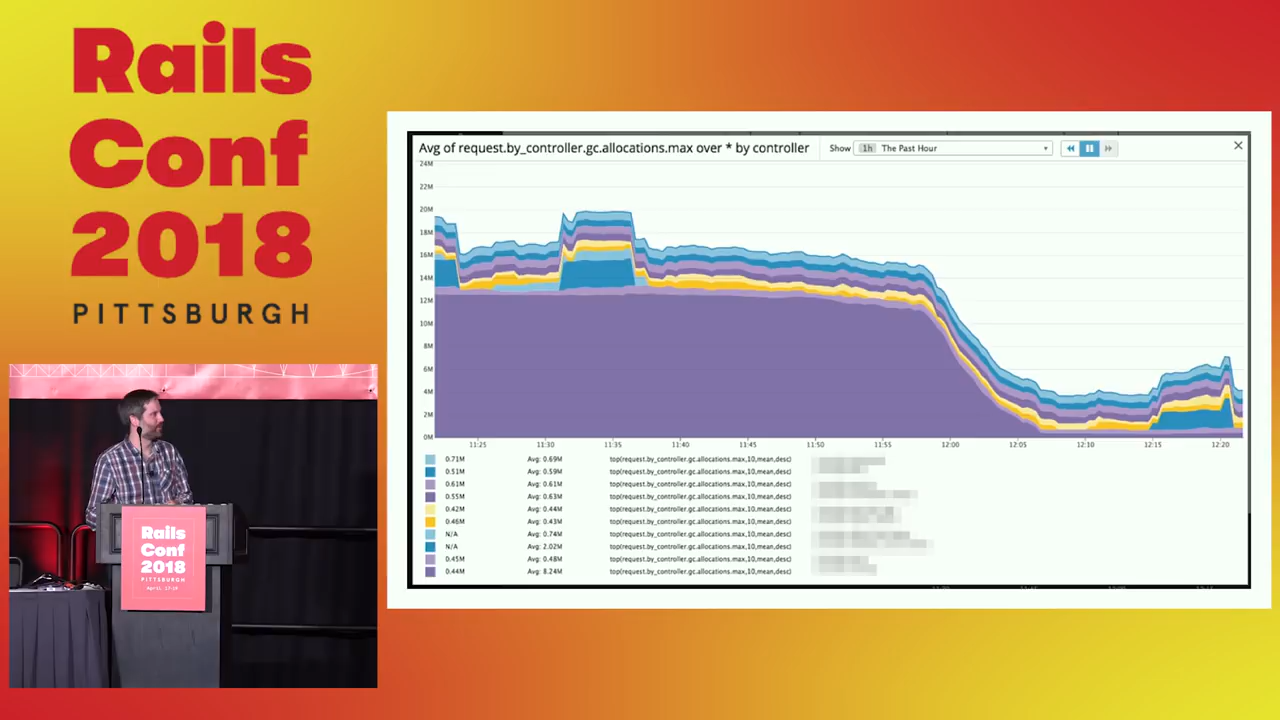 Rails
Conf
2018
PITTSBURGH
Rails
Conf
2018
PITTSBURGH
April 17-19
Avg of request.by_controller.gc.allocations.max over * by controller
Show 1h The Past Hour
24M
22M
20M
18M
16M
14M
12M
10M
8M
6M
4M
2M
0M
11:25 11:30 11:35 11:40 11:45 11:50 11:55 12:00 12:05 12:10 12:15 12:20
0.71M Avg: 0.69M top(request.by_controller.gc.allocations.max,10,mean,desc)
0.51M Avg: 0.59M top(request.by_controller.gc.allocations.max,10,mean,desc)
0.61M Avg: 0.61M top(request.by_controller.gc.allocations.max,10,mean,desc)
0.55M Avg: 0.63M top(request.by_controller.gc.allocations.max,10,mean,desc)
0.42M Avg: 0.44M top(request.by_controller.gc.allocations.max,10,mean,desc)
0.46M Avg: 0.43M top(request.by_controller.gc.allocations.max,10,mean,desc)
N/A Avg: 0.74M top(request.by_controller.gc.allocations.max,10,mean,desc)
N/A Avg: 2.02M top(request.by_controller.gc.allocations.max,10,mean,desc)
0.45M Avg: 0.48M top(request.by_controller.gc.allocations.max,10,mean,desc)
0.44M Avg: 8.24M top(request.by_controller.gc.allocations.max,10,mean,desc)